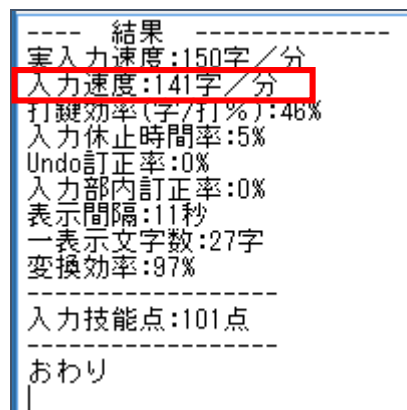 ---- 結果 --------------
実入力速度:150字／分
入力速度:141字／分
打鍵効率(字/打%):46%
入力休止時間率:5%
Undo訂正率:0%
入力部内訂正率:0%
表示間隔:11秒
一表示文字数:27字
変換効率:97%
------------------
入力技能点:101点
------------------
おわり